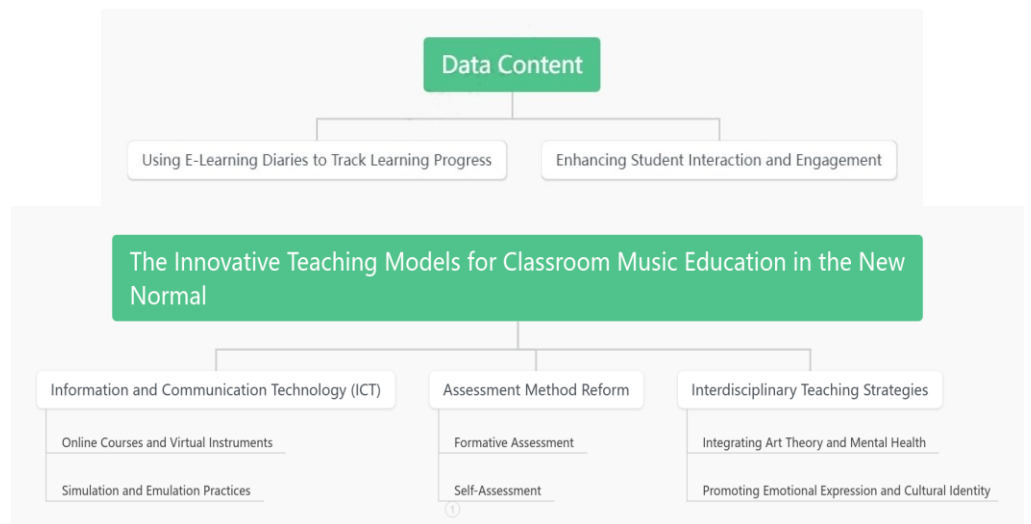 Data Content
Using E-Learning Diaries to Track Learning Progress
Enhancing Student Interaction and Engagement
The Innovative Teaching Models for Classroom Music Education in the New
Normal
Information and Communication Technology (ICT)
Assessment Method Reform
Interdisciplinary Teaching Strategies
Online Courses and Virtual Instruments
Formative Assessment
Integrating Art Theory and Mental Health
Simulation and Emulation Practices
Self-Assessment
Promoting Emotional Expression and Cultural Identity
1